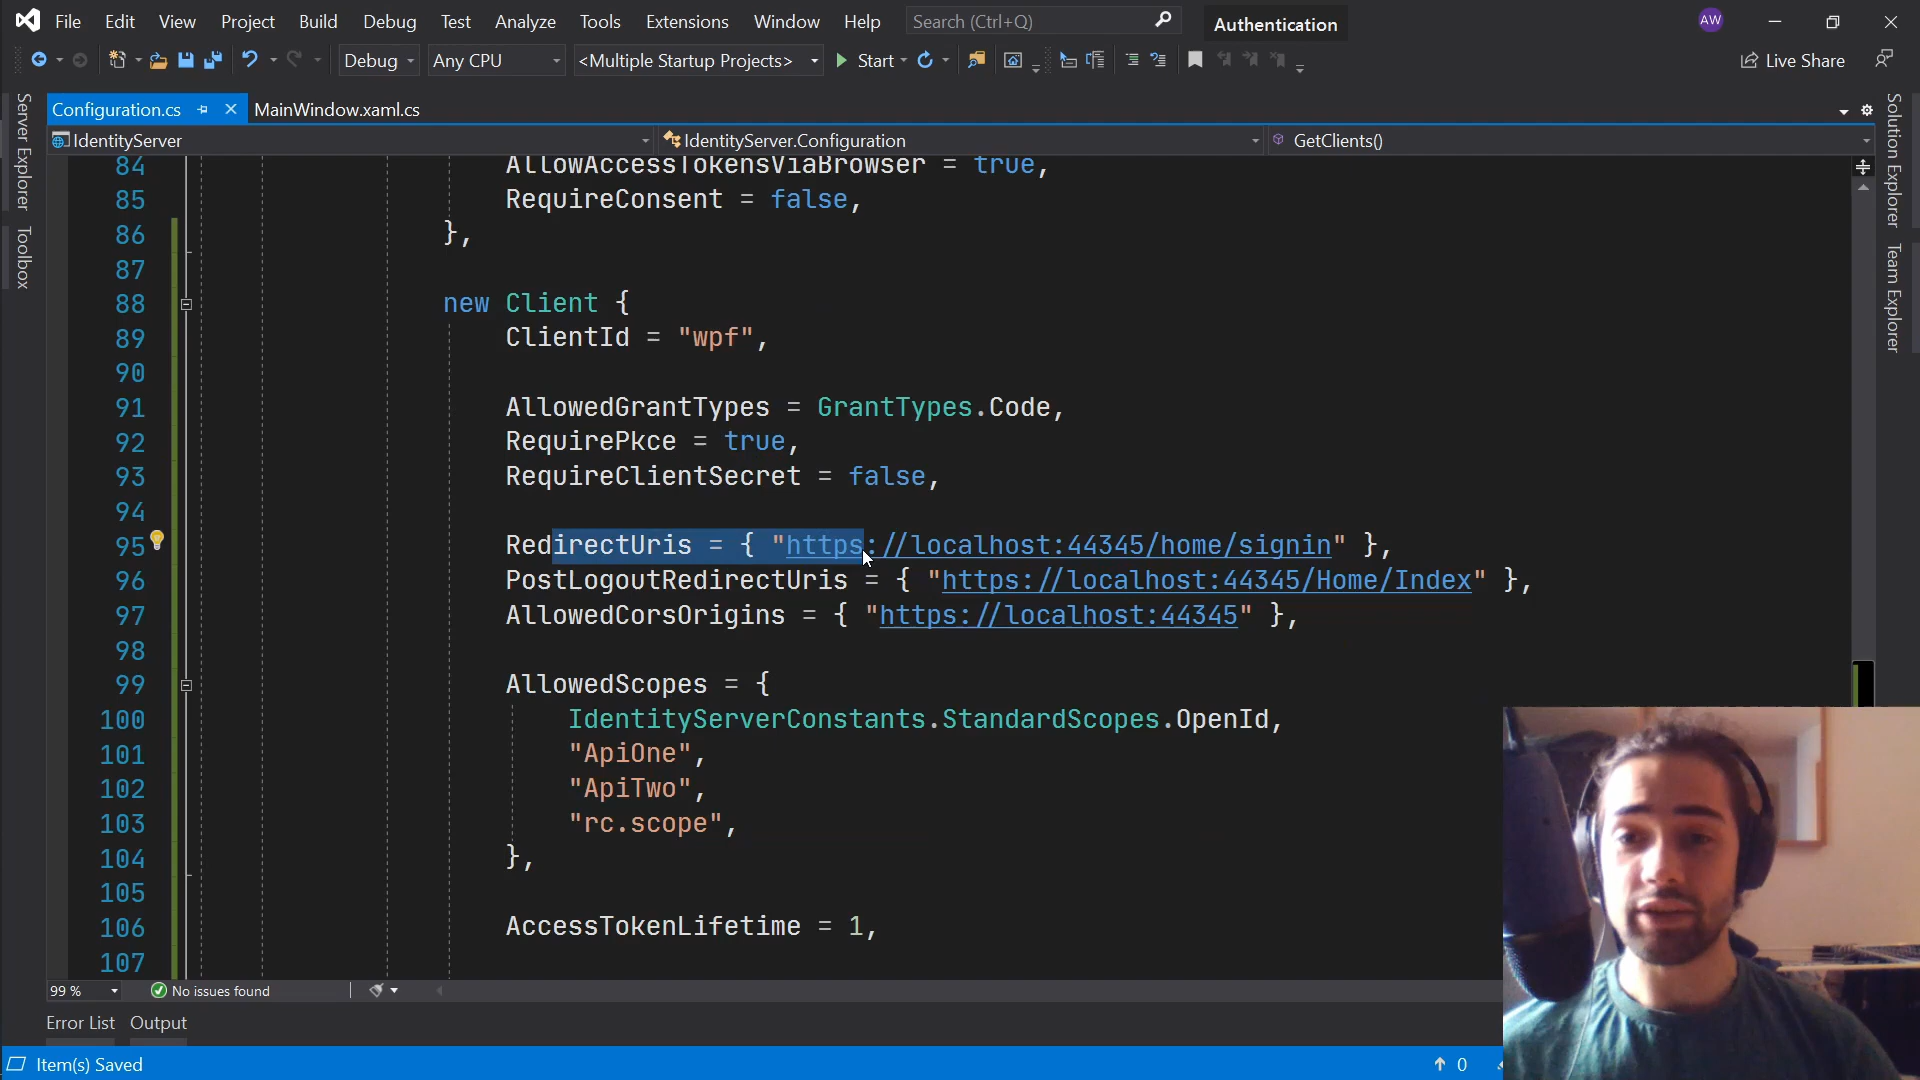 File Edit View Project Build Debug Test Analyze Tools Extensions Window Help Search (Ctrl+Q) Authentication AW
Debug Any CPU <Multiple Startup Projects> Start Live Share
Configuration.cs MainWindow.xaml.cs
IdentityServer IdentityServer.Configuration GetClients()
Server Explorer
Toolbox
Solution Explorer
Team Explorer
84 AllowAccessTokensViaBrowser = true,
85 RequireConsent = false,
86 },
87
88 new Client {
89 ClientId = "wpf",
90
91 AllowedGrantTypes = GrantTypes.Code,
92 RequirePkce = true,
93 RequireClientSecret = false,
94
95 RedirectUris = { "https://localhost:44345/home/signin" },
96 PostLogoutRedirectUris = { "https://localhost:44345/Home/Index" },
97 AllowedCorsOrigins = { "https://localhost:44345" },
98
99 AllowedScopes = {
100 IdentityServerConstants.StandardScopes.OpenId,
101 "ApiOne",
102 "ApiTwo",
103 "rc.scope",
104 },
105
106 AccessTokenLifetime = 1,
107
99 % No issues found
Error List Output
Item(s) Saved 0